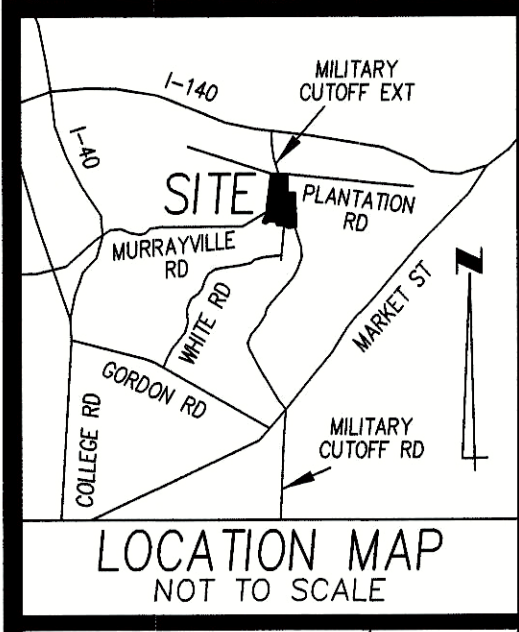 I-140
MILITARY
CUTOFF EXT
I-40
SITE
PLANTATION
RD
MURRAYVILLE
RD
WHITE RD
MARKET ST
N
GORDON RD
COLLEGE RD
MILITARY
CUTOFF RD
LOCATION MAP
NOT TO SCALE